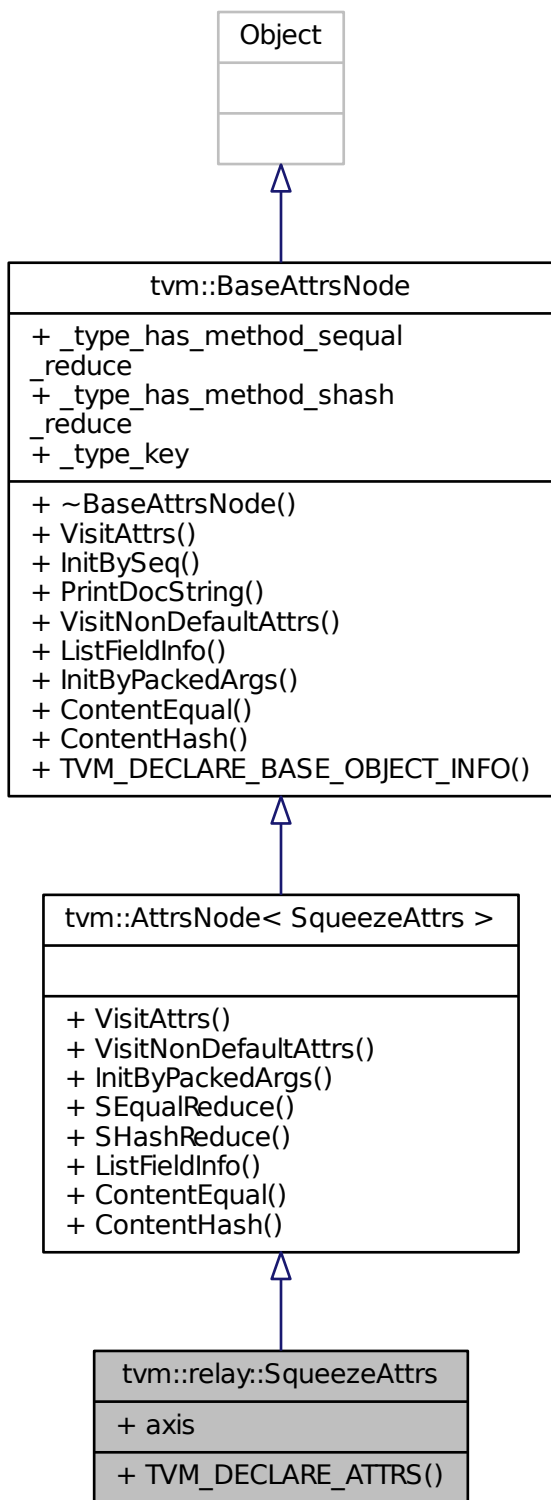 Object
tvm::BaseAttrsNode
+ _type_has_method_sequal
_reduce
+ _type_has_method_shash
_reduce
+ _type_key
+ ~BaseAttrsNode()
+ VisitAttrs()
+ InitBySeq()
+ PrintDocString()
+ VisitNonDefaultAttrs()
+ ListFieldInfo()
+ InitByPackedArgs()
+ ContentEqual()
+ ContentHash()
+ TVM_DECLARE_BASE_OBJECT_INFO()
tvm::AttrsNode< SqueezeAttrs >
+ VisitAttrs()
+ VisitNonDefaultAttrs()
+ InitByPackedArgs()
+ SEqualReduce()
+ SHashReduce()
+ ListFieldInfo()
+ ContentEqual()
+ ContentHash()
tvm::relay::SqueezeAttrs
+ axis
+ TVM_DECLARE_ATTRS()